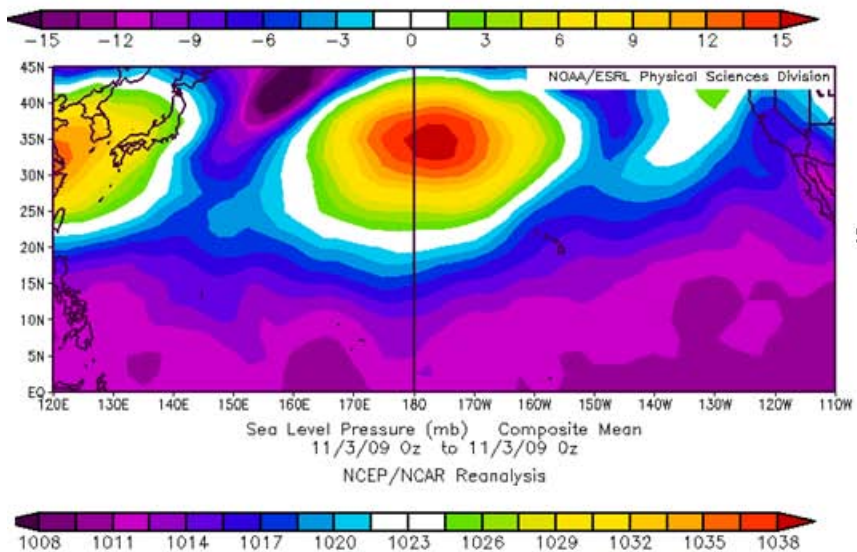 -15 -12 -9 -6 -3 0 3 6 9 12 15
45N
NOAA/ESRL Physical Sciences Division
40N
35N
30N
25N
20N
15N
10N
5N
EQ
120E 130E 140E 150E 160E 170E 180 170W 160W 150W 140W 130W 120W 110W
Sea Level Pressure (mb) Composite Mean
11/3/09 0z to 11/3/09 0z
NCEP/NCAR Reanalysis
1008 1011 1014 1017 1020 1023 1026 1029 1032 1035 1038